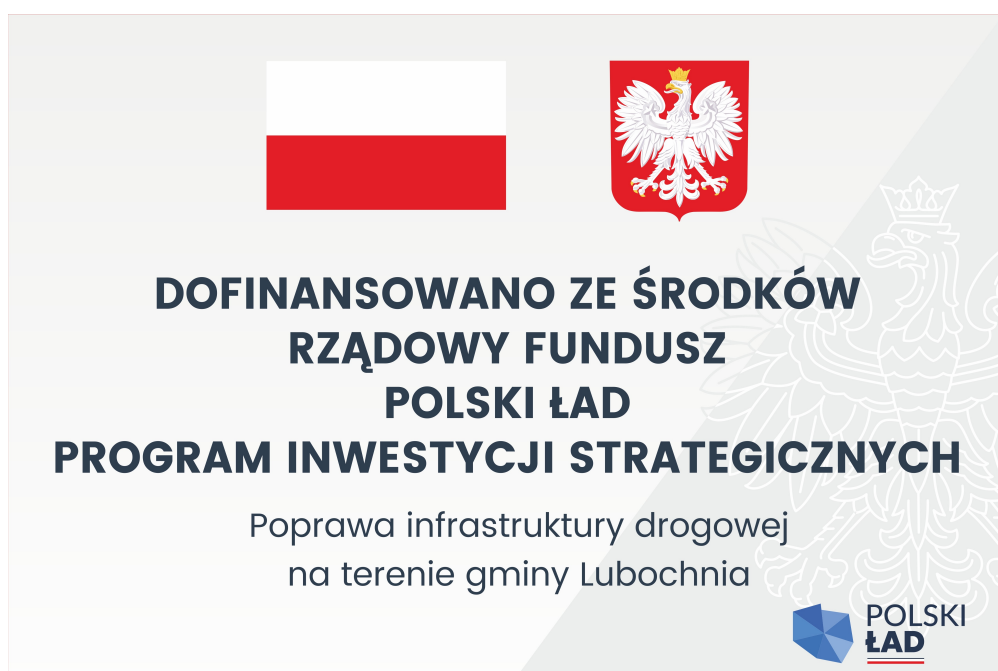 DOFINANSOWANO ZE ŚRODKÓW
RZĄDOWY FUNDUSZ
POLSKI ŁAD
PROGRAM INWESTYCJI STRATEGICZNYCH
Poprawa infrastruktury drogowej
na terenie gminy Lubochnia
POLSKI
ŁAD